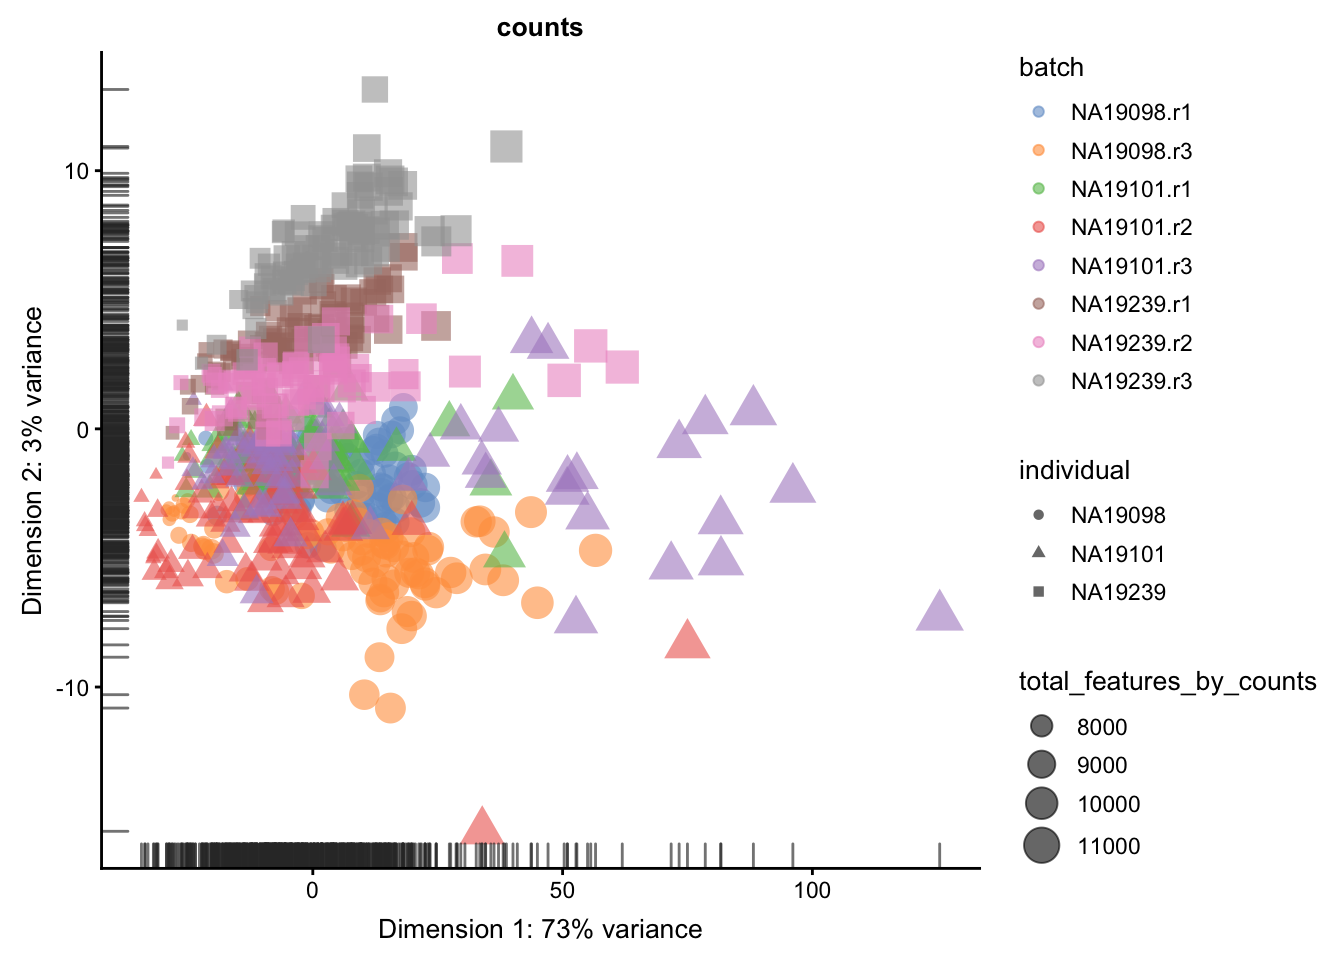 counts
Dimension 2: 3% variance
10
0
-10
0
50
100
Dimension 1: 73% variance
batch
NA19098.r1
NA19098.r3
NA19101.r1
NA19101.r2
NA19101.r3
NA19239.r1
NA19239.r2
NA19239.r3
individual
NA19098
NA19101
NA19239
total_features_by_counts
8000
9000
10000
11000